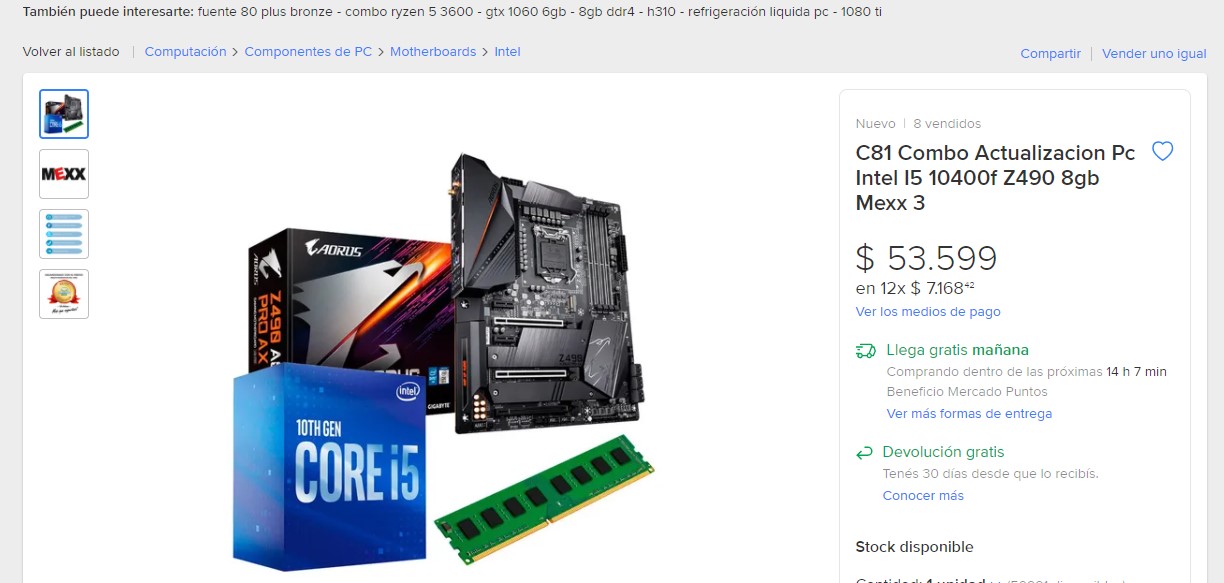 También puede interesarte: fuente 80 plus bronze - combo ryzen 5 3600 - gtx 1060 6gb - 8gb ddr4 - h310 - refrigeración liquida pc - 1080 ti
Volver al listado | Computación > Componentes de PC > Motherboards > Intel
Compartir | Vender uno igual
MEXX
AORUS
AORUS
Z490 AO
PRO AX
GIGABYTE
Z490
intel
10TH GEN
CORE i5
Nuevo | 8 vendidos
C81 Combo Actualizacion Pc
Intel I5 10400f Z490 8gb
Mexx 3
$ 53.599
en 12x $ 7.168⁴²
Ver los medios de pago
Llega gratis mañana
Comprando dentro de las próximas 14 h 7 min
Beneficio Mercado Puntos
Ver más formas de entrega
Devolución gratis
Tenés 30 días desde que lo recibís.
Conocer más
Stock disponible
Cantidad: 1 unidad